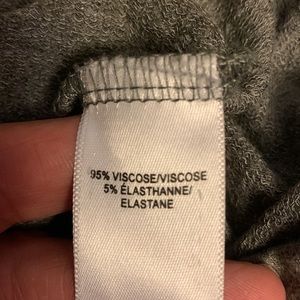 95% VISCOSE/VISCOSE
5% ÉLASTHANNE/
ELASTANE